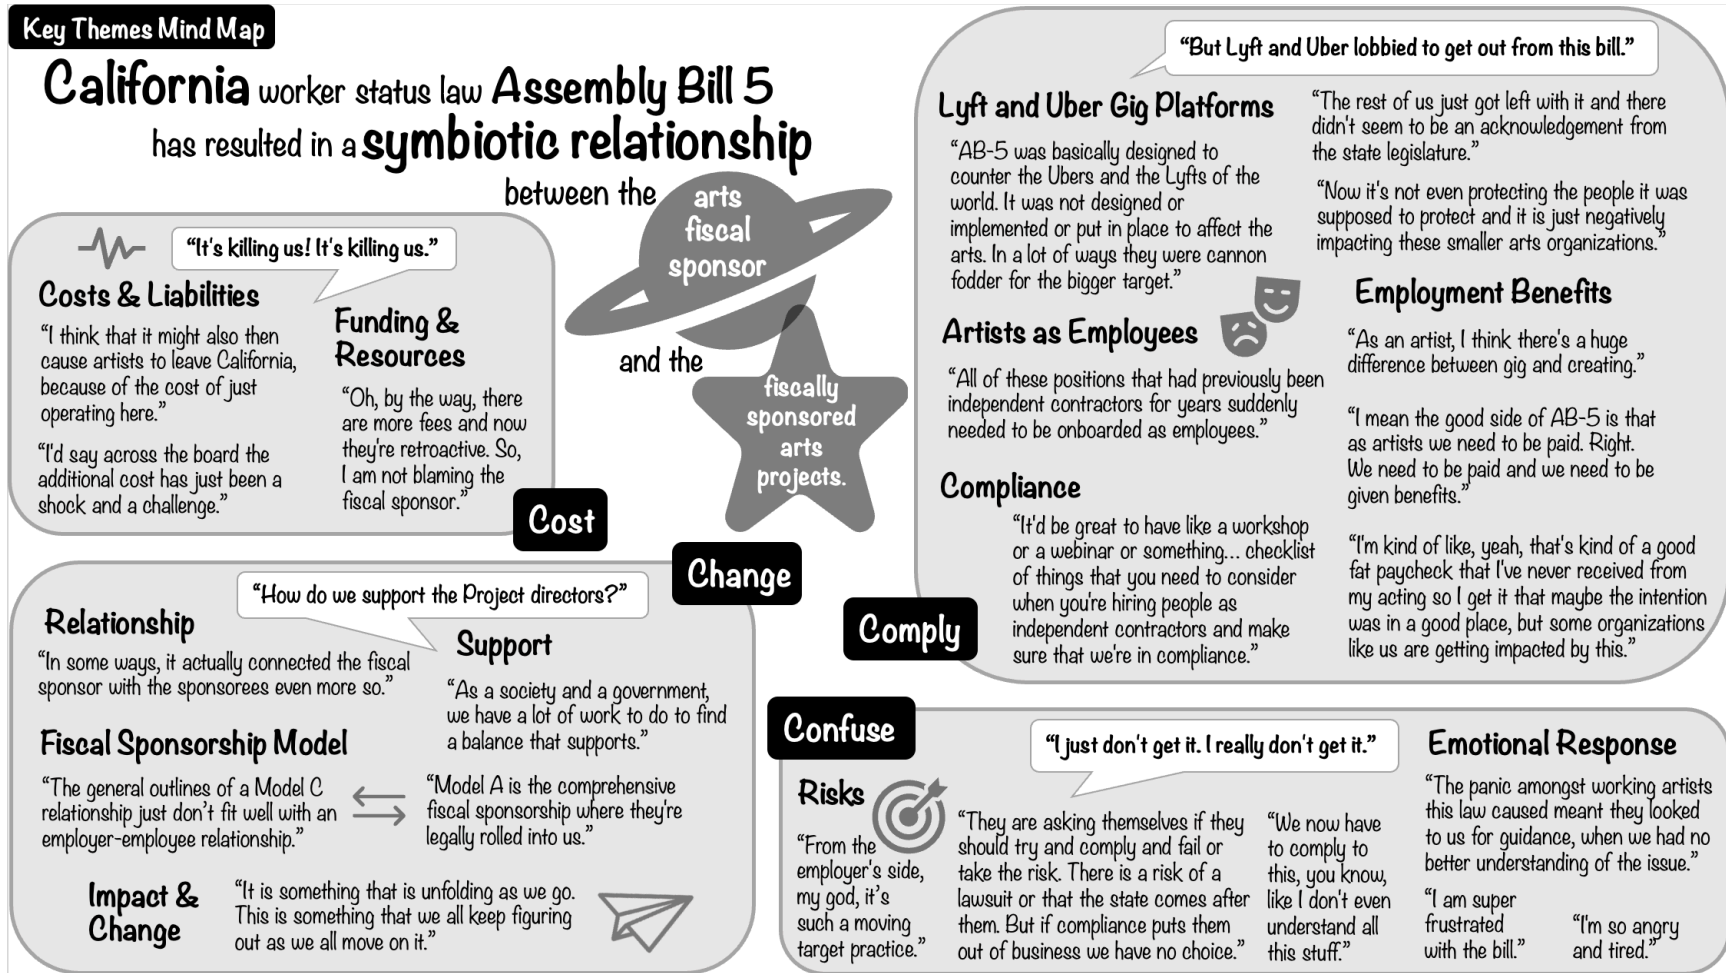 Key Themes Mind Map
California worker status law Assembly Bill 5
has resulted in a symbiotic relationship
between the
arts
fiscal
sponsor
and the
fiscally
sponsored
arts
projects.
“It's killing us! It's killing us.”
Costs & Liabilities
“I think that it might also then
cause artists to leave California,
because of the cost of just
operating here.”
“I'd say across the board the
additional cost has just been a
shock and a challenge.”
Funding &
Resources
“Oh, by the way, there
are more fees and now
they're retroactive. So,
I am not blaming the
fiscal sponsor.”
Cost
Change
“How do we support the Project directors?”
Relationship
“In some ways, it actually connected the fiscal
sponsor with the sponsorees even more so.”
Support
“As a society and a government,
we have a lot of work to do to find
a balance that supports.”
Fiscal Sponsorship Model
“The general outlines of a Model C
relationship just don't fit well with an
employer-employee relationship.”
“Model A is the comprehensive
fiscal sponsorship where they're
legally rolled into us.”
Impact &
Change
“It is something that is unfolding as we go.
This is something that we all keep figuring
out as we all move on it.”
“But Lyft and Uber lobbied to get out from this bill.”
Lyft and Uber Gig Platforms
“AB-5 was basically designed to
counter the Ubers and the Lyfts of the
world. It was not designed or
implemented or put in place to affect the
arts. In a lot of ways they were cannon
fodder for the bigger target.”
“The rest of us just got left with it and there
didn't seem to be an acknowledgement from
the state legislature.”
“Now it's not even protecting the people it was
supposed to protect and it is just negatively
impacting these smaller arts organizations.”
Artists as Employees
“All of these positions that had previously been
independent contractors for years suddenly
needed to be onboarded as employees.”
Compliance
“It'd be great to have like a workshop
or a webinar or something... checklist
of things that you need to consider
when you're hiring people as
independent contractors and make
sure that we're in compliance.”
Employment Benefits
“As an artist, I think there's a huge
difference between gig and creating.”
“I mean the good side of AB-5 is that
as artists we need to be paid. Right.
We need to be paid and we need to be
given benefits.”
“I'm kind of like, yeah, that's kind of a good
fat paycheck that I've never received from
my acting so I get it that maybe the intention
was in a good place, but some organizations
like us are getting impacted by this.”
Comply
Confuse
“I just don't get it. I really don't get it.”
Risks
“From the
employer's side,
my god, it's
such a moving
target practice.”
“They are asking themselves if they
should try and comply and fail or
take the risk. There is a risk of a
lawsuit or that the state comes after
them. But if compliance puts them
out of business we have no choice.”
“We now have
to comply to
this, you know,
like I don't even
understand all
this stuff.”
Emotional Response
“The panic amongst working artists
this law caused meant they looked
to us for guidance, when we had no
better understanding of the issue.”
“I am super
frustrated
with the bill.”
“I'm so angry
and tired.”